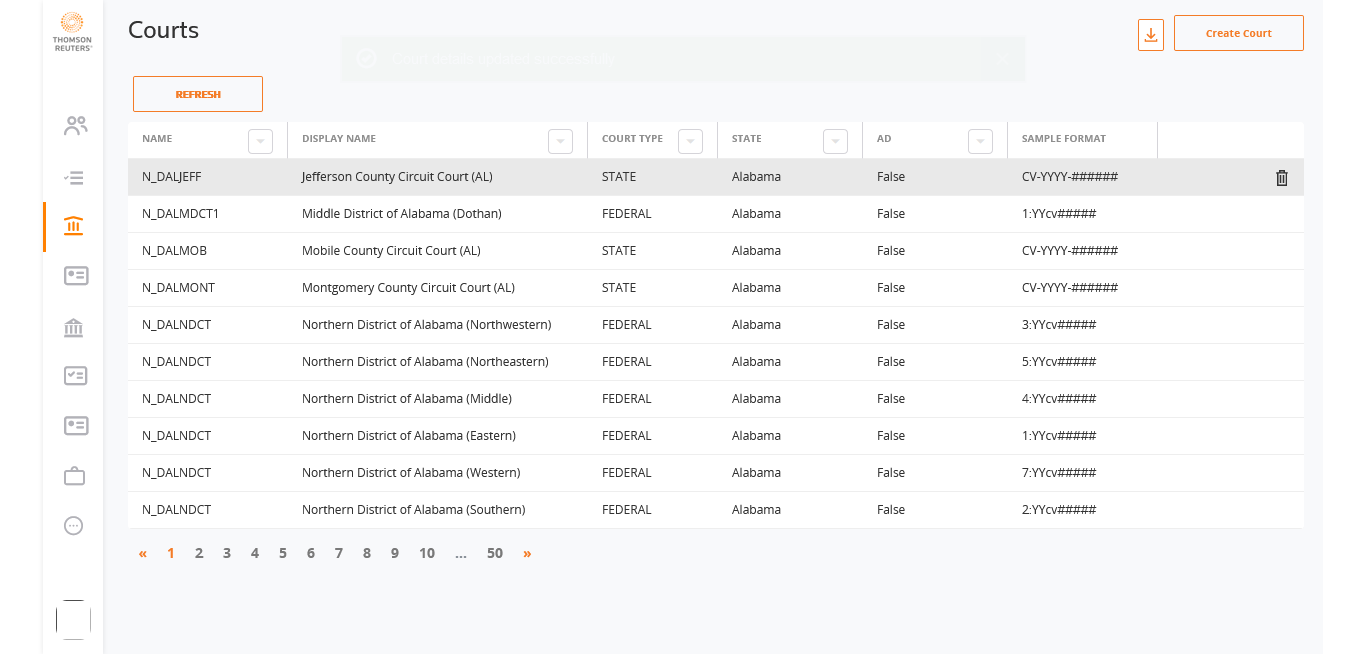 THOMSON
REUTERS®
Courts
Create Court
REFRESH
NAME DISPLAY NAME COURT TYPE STATE AD SAMPLE FORMAT
N_DALJEFF Jefferson County Circuit Court (AL) STATE Alabama False CV-YYYY-######
N_DALMDCT1 Middle District of Alabama (Dothan) FEDERAL Alabama False 1:YYcv#####
N_DALMOB Mobile County Circuit Court (AL) STATE Alabama False CV-YYYY-######
N_DALMONT Montgomery County Circuit Court (AL) STATE Alabama False CV-YYYY-######
N_DALNDCT Northern District of Alabama (Northwestern) FEDERAL Alabama False 3:YYcv#####
N_DALNDCT Northern District of Alabama (Northeastern) FEDERAL Alabama False 5:YYcv#####
N_DALNDCT Northern District of Alabama (Middle) FEDERAL Alabama False 4:YYcv#####
N_DALNDCT Northern District of Alabama (Eastern) FEDERAL Alabama False 1:YYcv#####
N_DALNDCT Northern District of Alabama (Western) FEDERAL Alabama False 7:YYcv#####
N_DALNDCT Northern District of Alabama (Southern) FEDERAL Alabama False 2:YYcv#####
« 1 2 3 4 5 6 7 8 9 10 ... 50 »